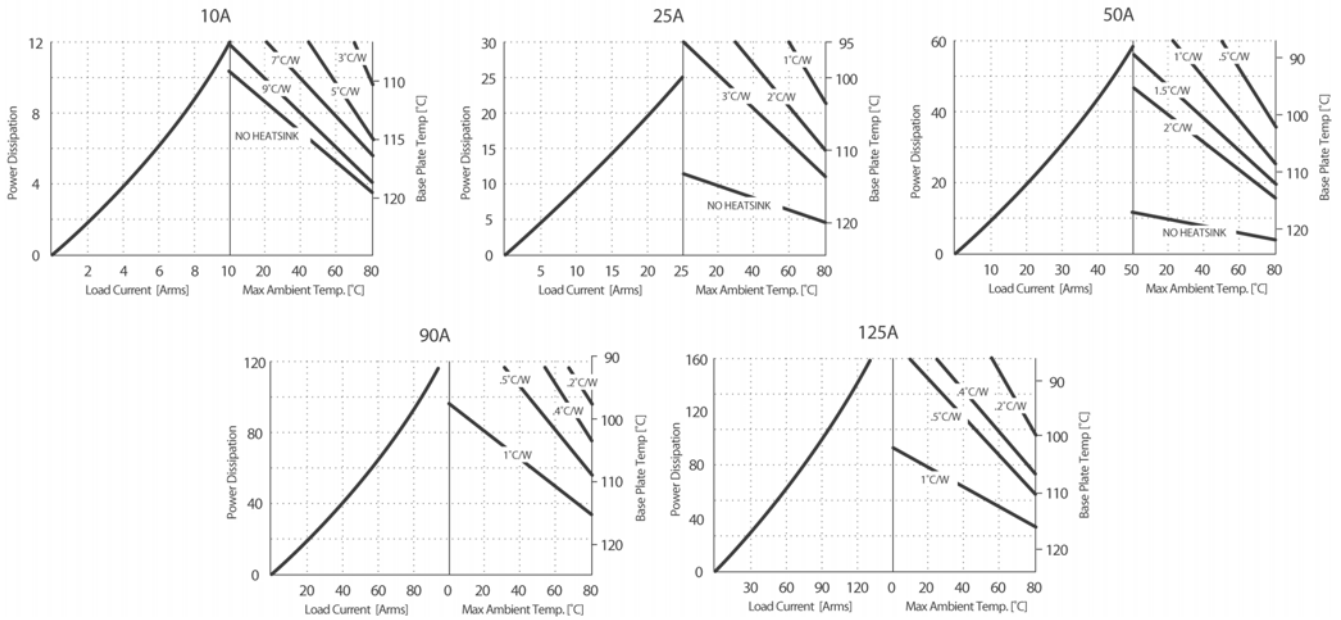 10A
Power Dissipation
12
8
4
0
2 4 6 8 10 20 40 60 80
Load Current [Arms] Max Ambient Temp. [˚C]
3˚C/W
7˚C/W
5˚C/W
9˚C/W
NO HEATSINK
110
115
120
Base Plate Temp [˚C]
25A
Power Dissipation
30
25
20
15
10
5
0
5 10 15 20 25 20 40 60 80
Load Current [Arms] Max Ambient Temp. [˚C]
1˚C/W
2˚C/W
3˚C/W
NO HEATSINK
95
100
110
120
Base Plate Temp [˚C]
50A
Power Dissipation
60
40
20
0
10 20 30 40 50 20 40 60 80
Load Current [Arms] Max Ambient Temp. [˚C]
1˚C/W
.5˚C/W
1.5˚C/W
2˚C/W
NO HEATSINK
90
100
110
120
Base Plate Temp [˚C]
90A
Power Dissipation
120
80
40
0
20 40 60 80 0 20 40 60 80
Load Current [Arms] Max Ambient Temp. [˚C]
.5˚C/W
.2˚C/W
.4˚C/W
1˚C/W
90
100
110
120
Base Plate Temp [˚C]
125A
Power Dissipation
160
120
80
40
0
30 60 90 120 0 20 40 60 80
Load Current [Arms] Max Ambient Temp. [˚C]
.4˚C/W
.2˚C/W
.5˚C/W
1˚C/W
90
100
110
120
Base Plate Temp [˚C]